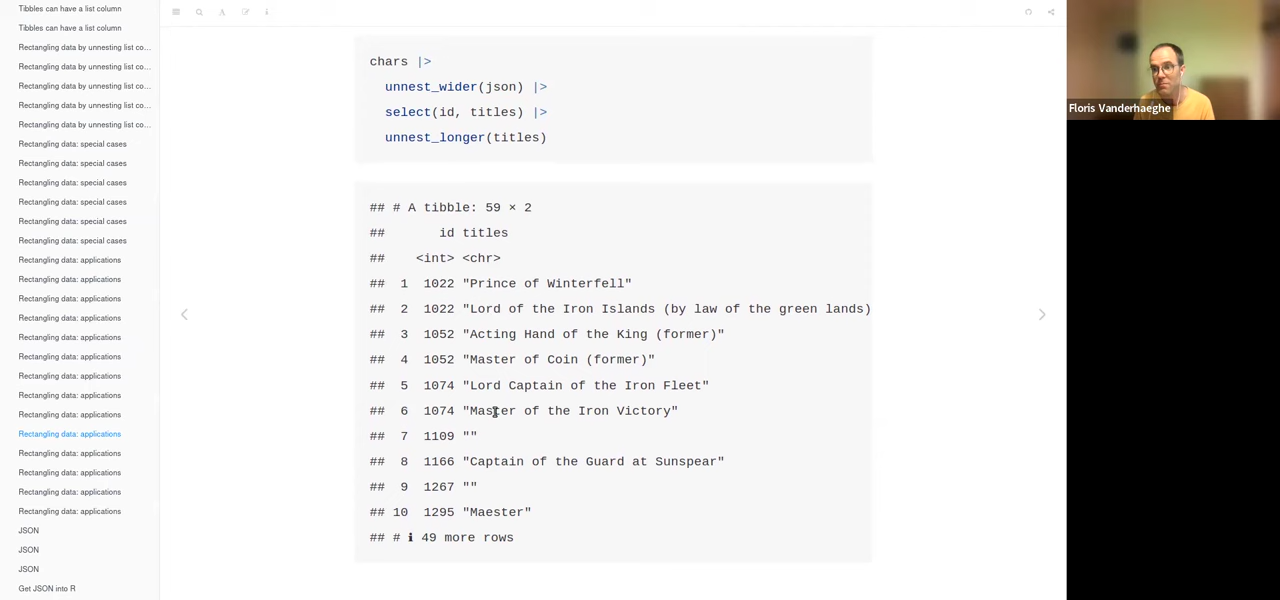 Tibbles can have a list column
Tibbles can have a list column
Rectangling data by unnesting list co…
Rectangling data by unnesting list co…
Rectangling data by unnesting list co…
Rectangling data by unnesting list co…
Rectangling data by unnesting list co…
Rectangling data: special cases
Rectangling data: special cases
Rectangling data: special cases
Rectangling data: special cases
Rectangling data: special cases
Rectangling data: special cases
Rectangling data: applications
Rectangling data: applications
Rectangling data: applications
Rectangling data: applications
Rectangling data: applications
Rectangling data: applications
Rectangling data: applications
Rectangling data: applications
Rectangling data: applications
Rectangling data: applications
Rectangling data: applications
Rectangling data: applications
Rectangling data: applications
Rectangling data: applications
JSON
JSON
JSON
Get JSON into R
chars |>
  unnest_wider(json) |>
  select(id, titles) |>
  unnest_longer(titles)
## # A tibble: 59 × 2
##       id titles
##    <int> <chr>
##  1  1022 "Prince of Winterfell"
##  2  1022 "Lord of the Iron Islands (by law of the green lands)
##  3  1052 "Acting Hand of the King (former)"
##  4  1052 "Master of Coin (former)"
##  5  1074 "Lord Captain of the Iron Fleet"
##  6  1074 "Master of the Iron Victory"
##  7  1109 ""
##  8  1166 "Captain of the Guard at Sunspear"
##  9  1267 ""
## 10  1295 "Maester"
## # ℹ 49 more rows
Floris Vanderhaeghe